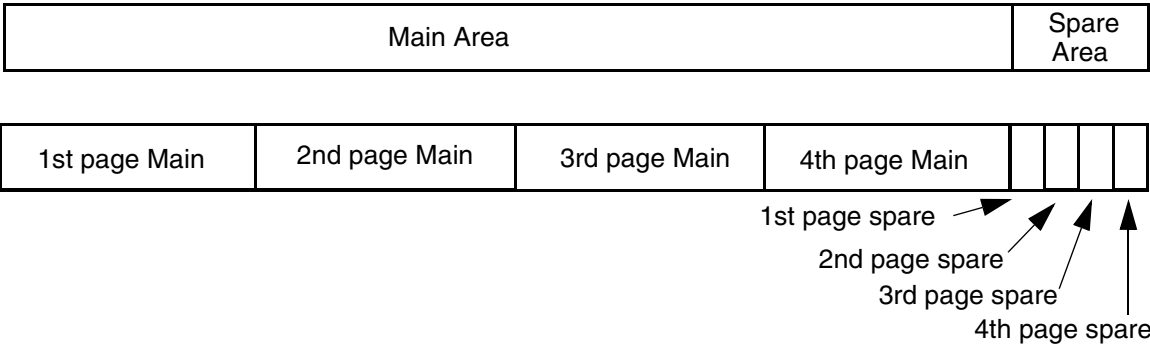 Main Area
Spare
Area
1st page Main
2nd page Main
3rd page Main
4th page Main
1st page spare
2nd page spare
3rd page spare
4th page spare